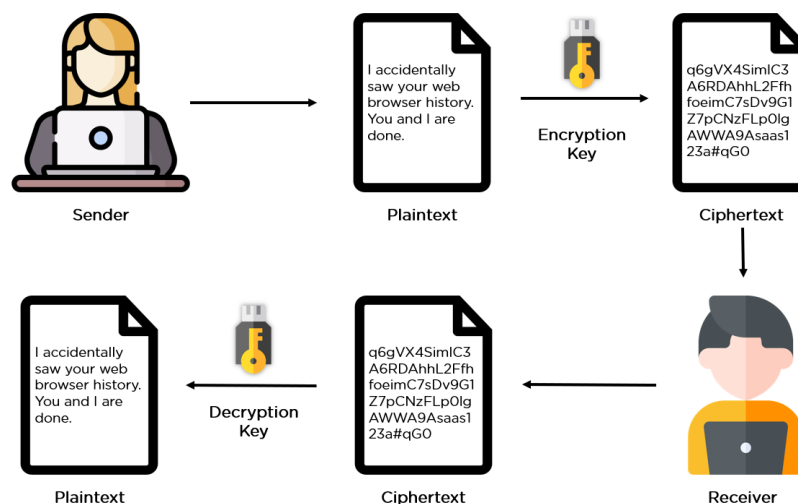 I accidentally
saw your web
browser history.
You and I are
done.
q6gVX4SimIC3
A6RDAhhL2Ffh
foeimC7sDv9G1
Z7pCNzFLp0lg
AWWA9Asaas1
23a#qG0
Encryption
Key
Sender
Plaintext
Ciphertext
I accidentally
saw your web
browser history.
You and I are
done.
Decryption
Key
q6gVX4SimIC3
A6RDAhhL2Ffh
foeimC7sDv9G1
Z7pCNzFLp0lg
AWWA9Asaas1
23a#qG0
Plaintext
Ciphertext
Receiver